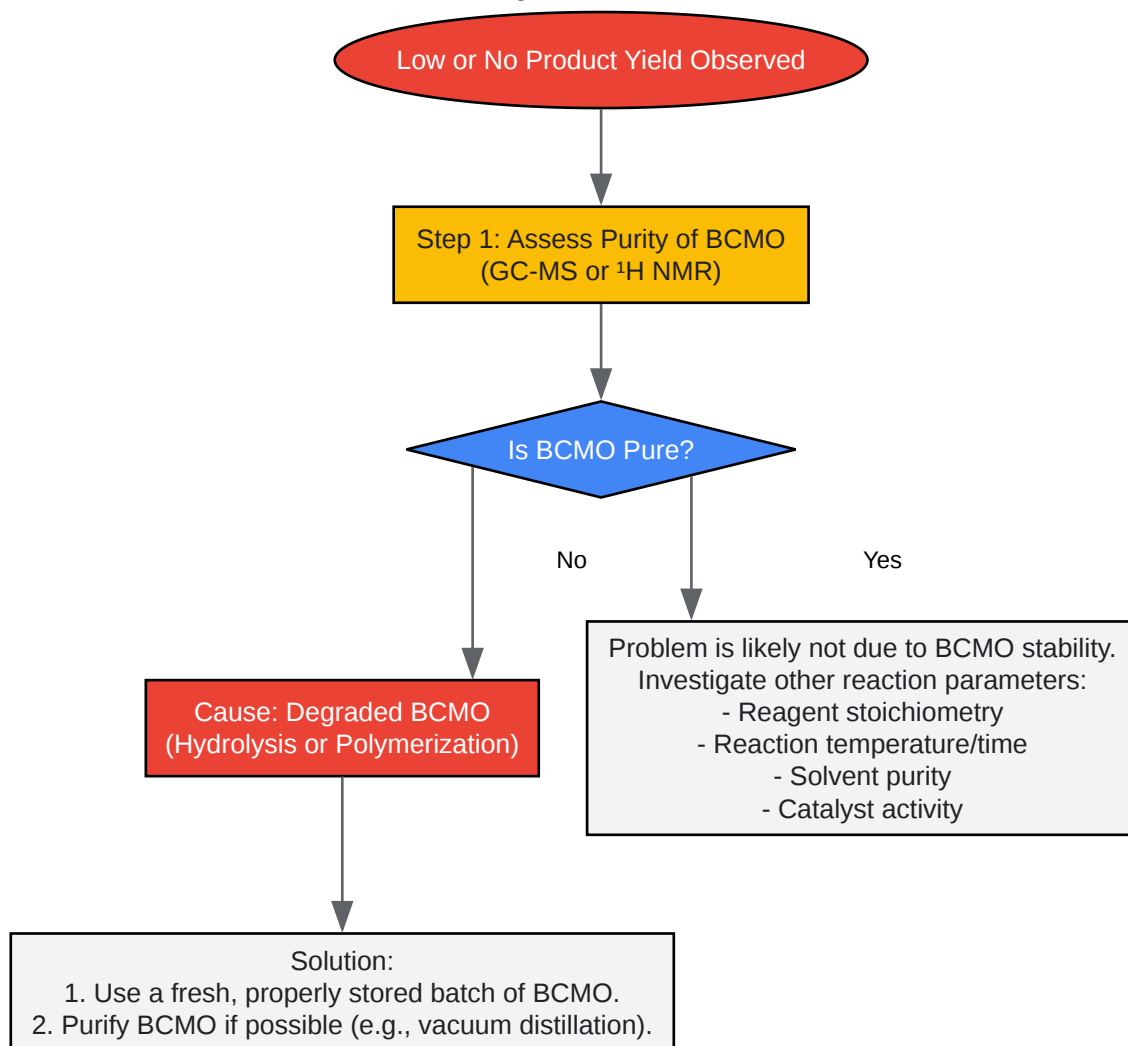 Low or No Product Yield Observed
Step 1: Assess Purity of BCMO
(GC-MS or ¹H NMR)
Is BCMO Pure?
No
Yes
Problem is likely not due to BCMO stability.
Investigate other reaction parameters:
- Reagent stoichiometry
- Reaction temperature/time
- Solvent purity
- Catalyst activity
Cause: Degraded BCMO
(Hydrolysis or Polymerization)
Solution:
1. Use a fresh, properly stored batch of BCMO.
2. Purify BCMO if possible (e.g., vacuum distillation).